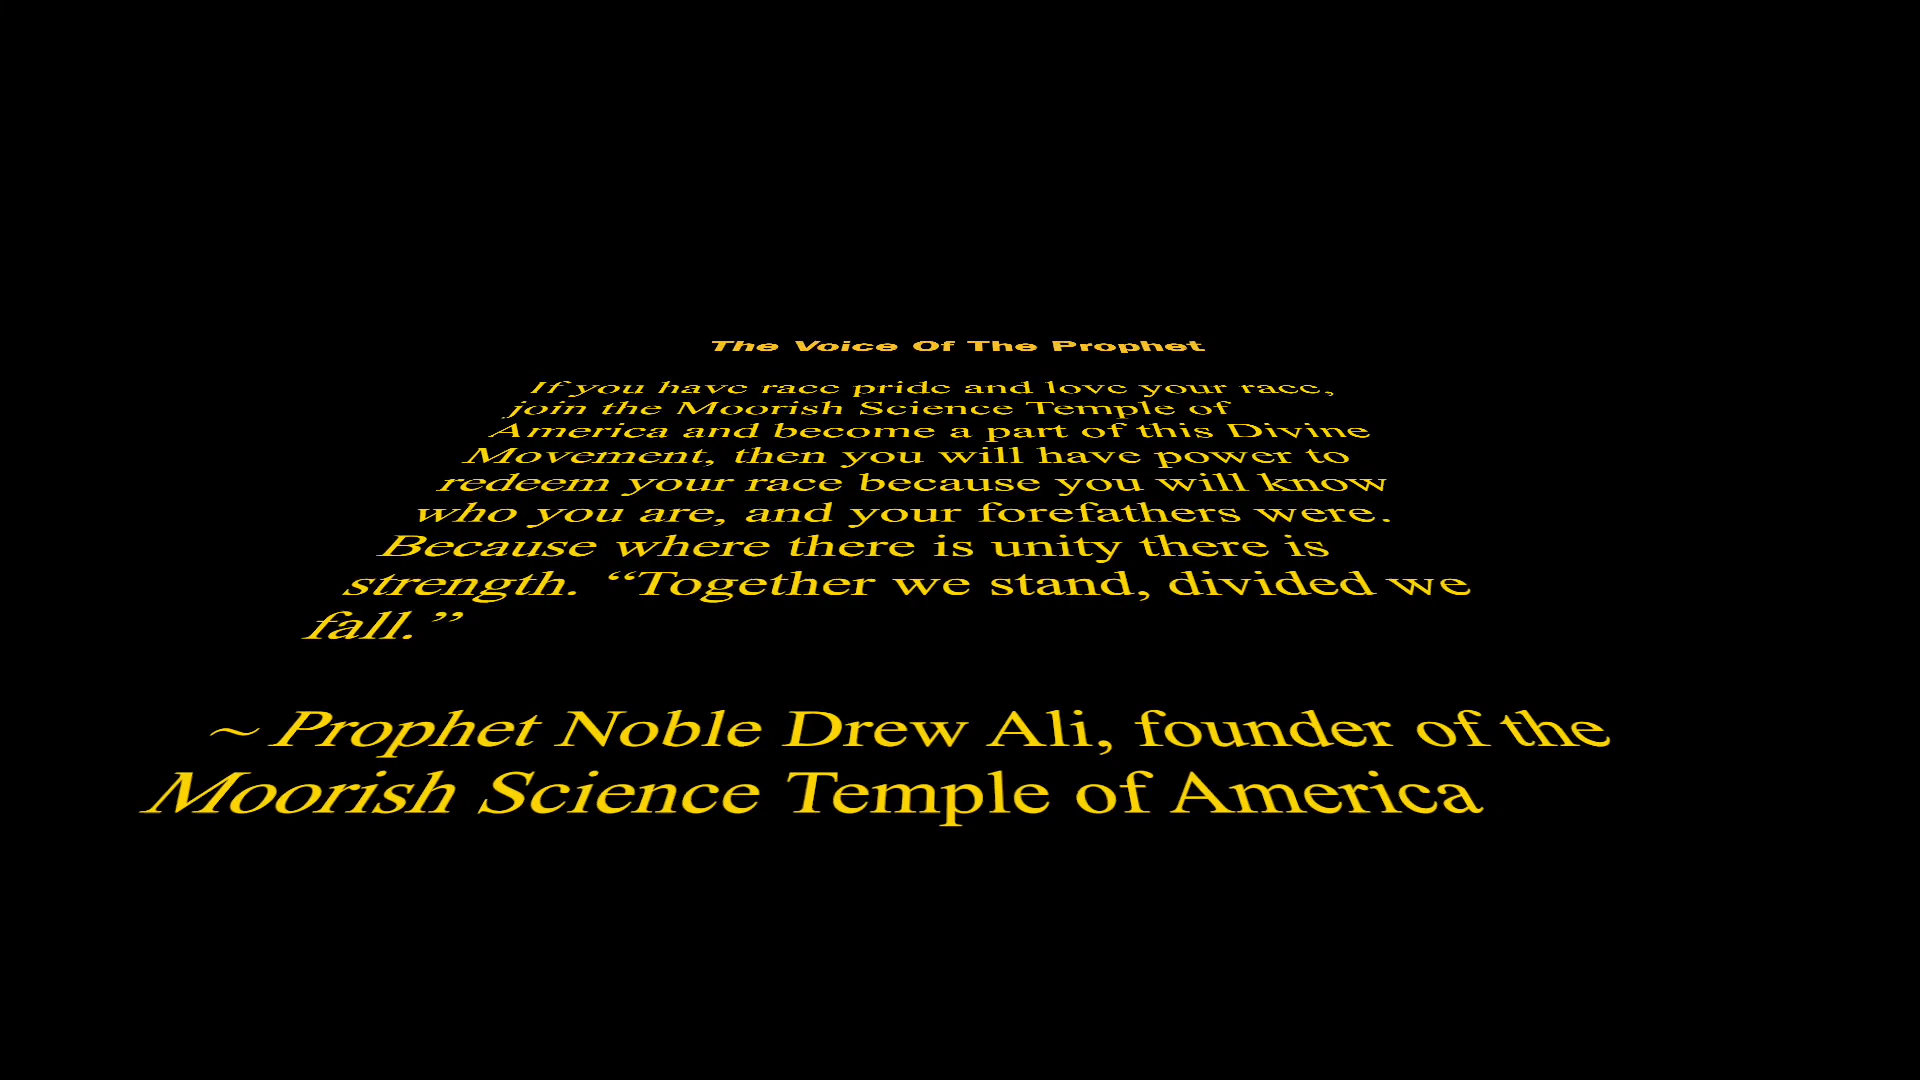 The Voice Of The Prophet
If you have race pride and love your race,
join the Moorish Science Temple of
America and become a part of this Divine
Movement, then you will have power to
redeem your race because you will know
who you are, and your forefathers were.
Because where there is unity there is
strength. “Together we stand, divided we
fall.”
~ Prophet Noble Drew Ali, founder of the
Moorish Science Temple of America